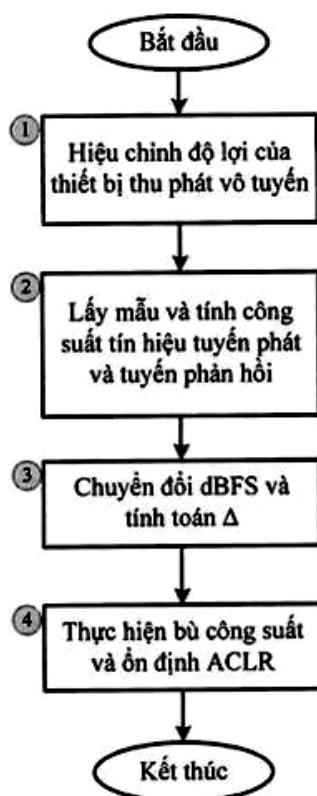 Bắt đầu
1
Hiệu chỉnh độ lợi của
thiết bị thu phát vô tuyến
2
Lấy mẫu và tính công
suất tín hiệu tuyến phát
và tuyến phản hồi
3
Chuyển đổi dBFS và
tính toán Δ
4
Thực hiện bù công suất
và ổn định ACLR
Kết thúc